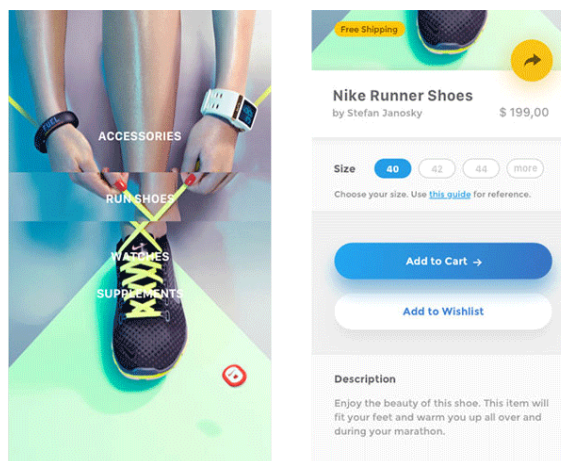 FUEL
ACCESSORIES
RUN SHOES
WATCHES
SUPPLEMENTS
Free Shipping
Nike Runner Shoes
by Stefan Janosky
$ 199,00
Size
40
42
44
more
Choose your size. Use this guide for reference.
Add to Cart →
Add to Wishlist
Description
Enjoy the beauty of this shoe. This item will
fit your feet and warm you up all over and
during your marathon.